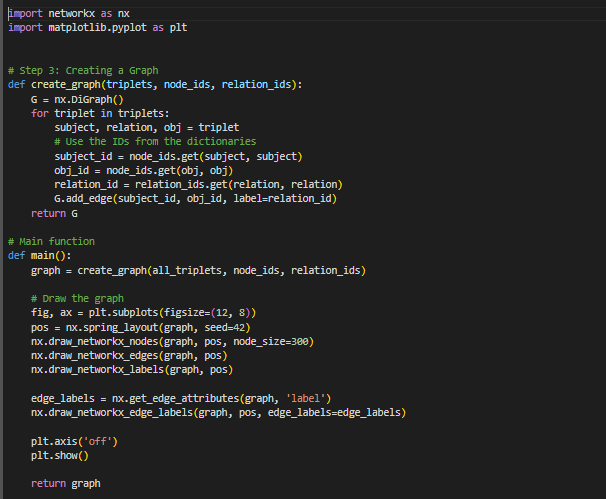 import networkx as nx
import matplotlib.pyplot as plt
# Step 3: Creating a Graph
def create_graph(triplets, node_ids, relation_ids):
    G = nx.DiGraph()
    for triplet in triplets:
        subject, relation, obj = triplet
        # Use the IDs from the dictionaries
        subject_id = node_ids.get(subject, subject)
        obj_id = node_ids.get(obj, obj)
        relation_id = relation_ids.get(relation, relation)
        G.add_edge(subject_id, obj_id, label=relation_id)
    return G
# Main function
def main():
    graph = create_graph(all_triplets, node_ids, relation_ids)
    # Draw the graph
    fig, ax = plt.subplots(figsize=(12, 8))
    pos = nx.spring_layout(graph, seed=42)
    nx.draw_networkx_nodes(graph, pos, node_size=300)
    nx.draw_networkx_edges(graph, pos)
    nx.draw_networkx_labels(graph, pos)
    edge_labels = nx.get_edge_attributes(graph, 'label')
    nx.draw_networkx_edge_labels(graph, pos, edge_labels=edge_labels)
    plt.axis('off')
    plt.show()
    return graph